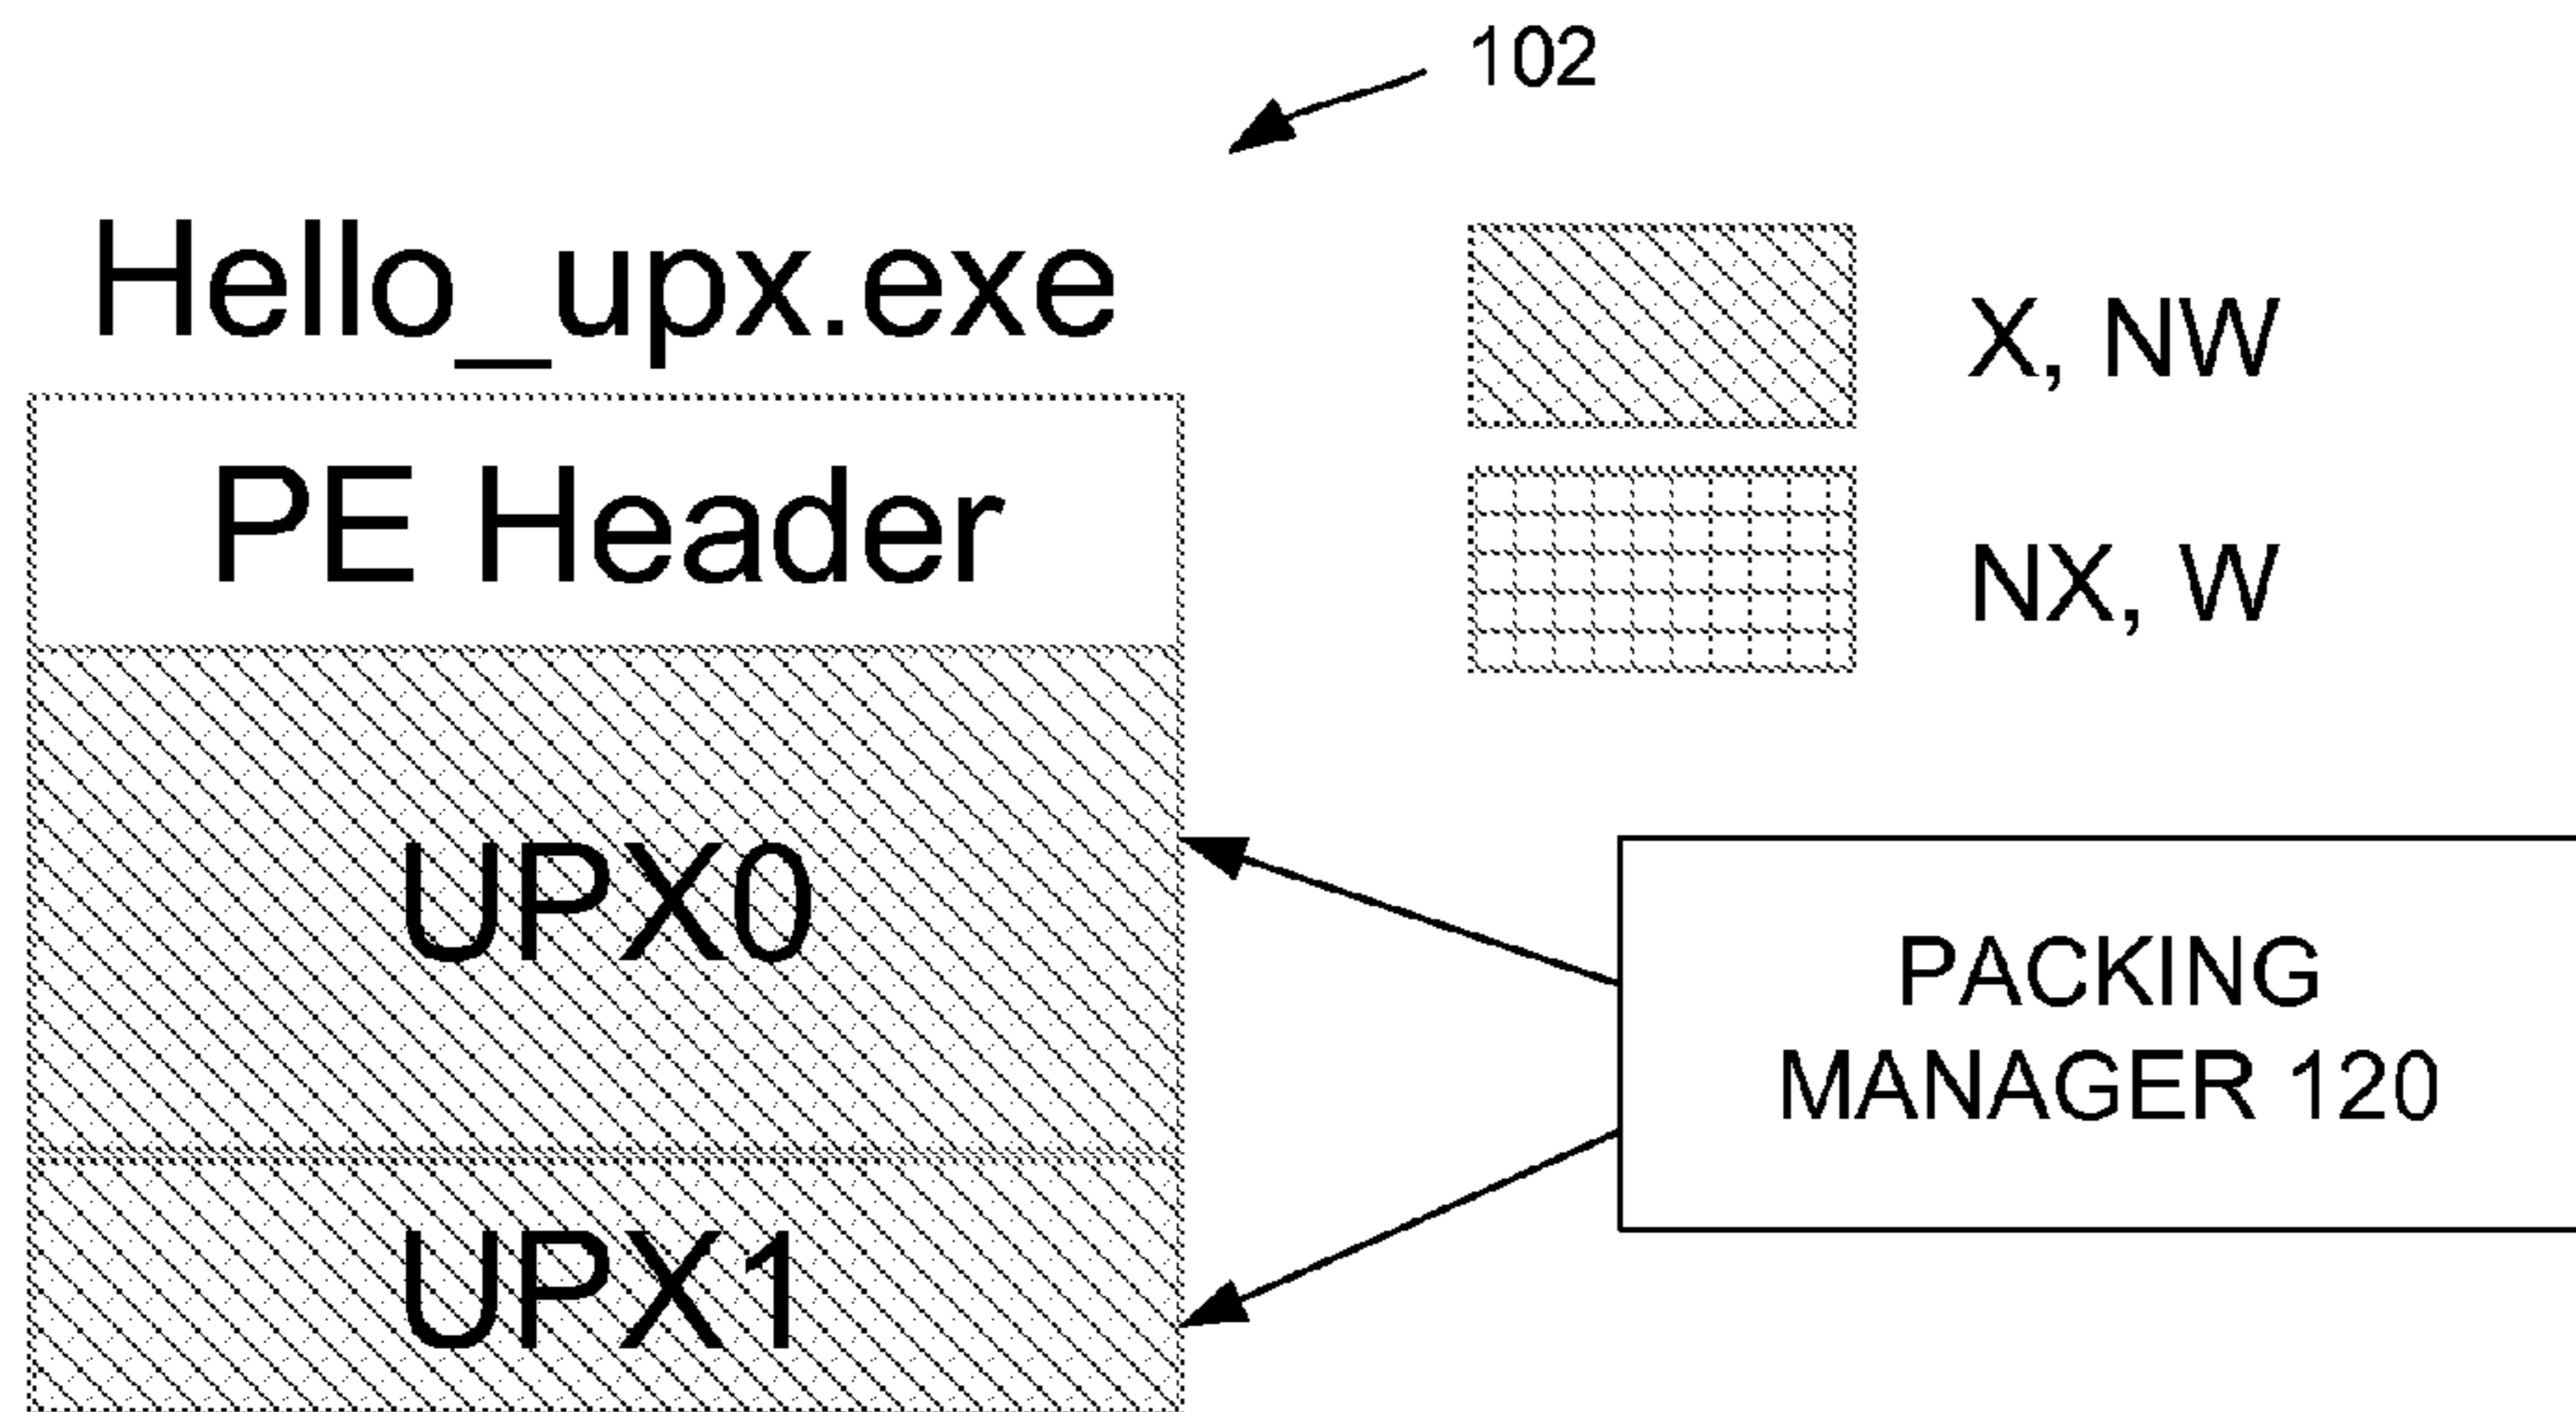 102
Hello_upx.exe
X, NW
PE Header
NX, W
UPX0
PACKING
MANAGER 120
UPX1